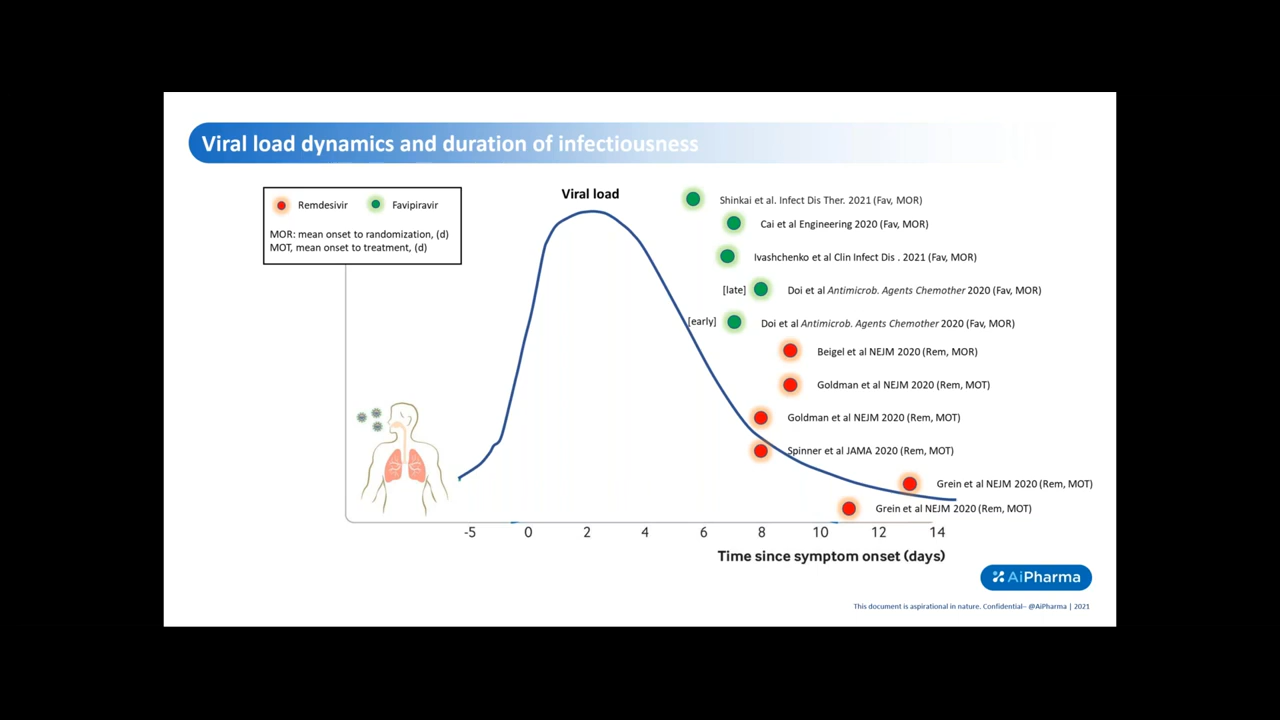 Viral load dynamics and duration of infectiousness
Remdesivir
Favipiravir
MOR: mean onset to randomization, (d)
MOT, mean onset to treatment, (d)
Viral load
Shinkai et al. Infect Dis Ther. 2021 (Fav, MOR)
Cai et al Engineering 2020 (Fav, MOR)
Ivashchenko et al Clin Infect Dis . 2021 (Fav, MOR)
[late] Doi et al Antimicrob. Agents Chemother 2020 (Fav, MOR)
[early] Doi et al Antimicrob. Agents Chemother 2020 (Fav, MOR)
Beigel et al NEJM 2020 (Rem, MOR)
Goldman et al NEJM 2020 (Rem, MOT)
Goldman et al NEJM 2020 (Rem, MOT)
Spinner et al JAMA 2020 (Rem, MOT)
Grein et al NEJM 2020 (Rem, MOT)
Grein et al NEJM 2020 (Rem, MOT)
-5 0 2 4 6 8 10 12 14
Time since symptom onset (days)
AiPharma
This document is aspirational in nature. Confidential– @AiPharma | 2021